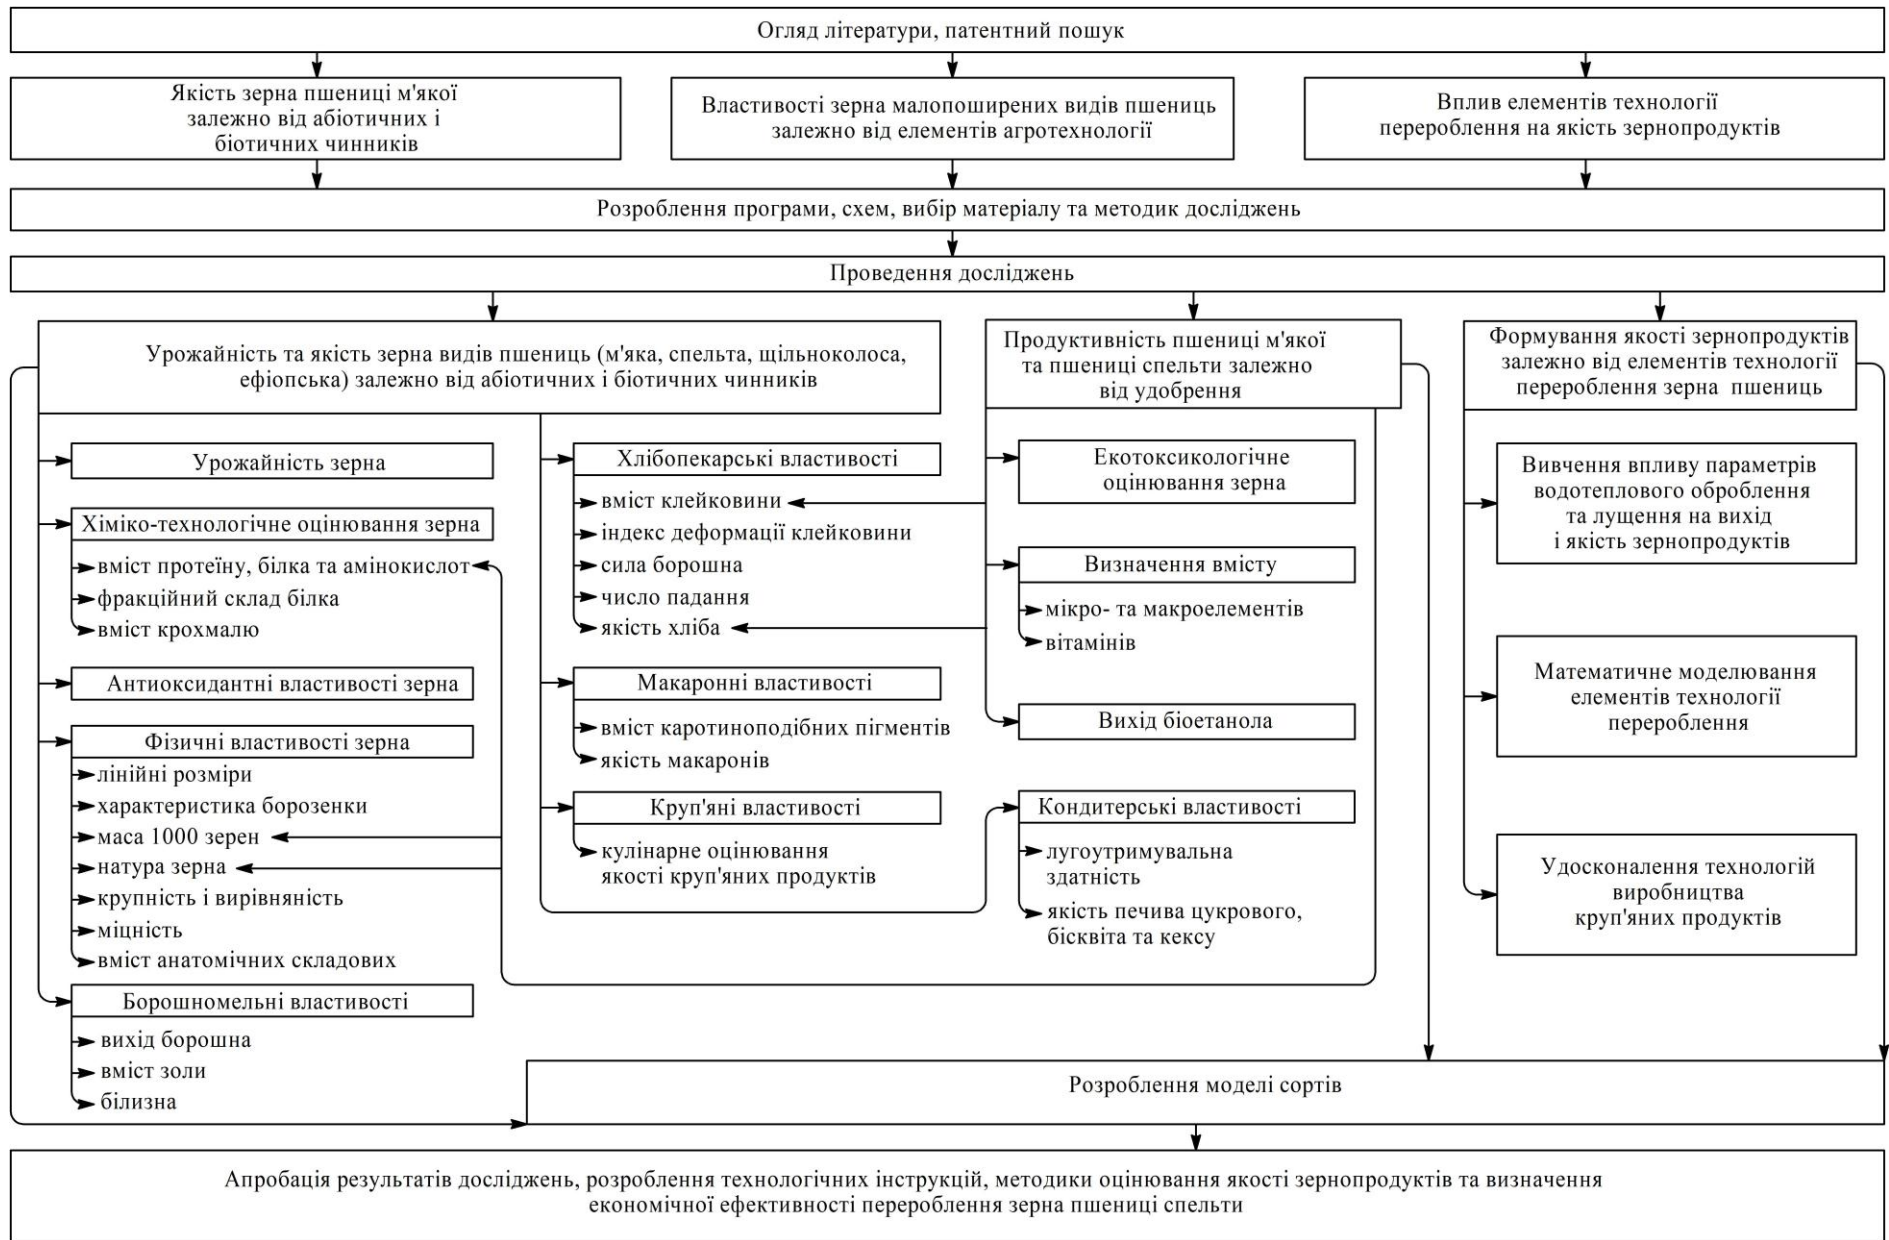 Огляд літератури, патентний пошук
Якість зерна пшениці м'якої
залежно від абіотичних і
біотичних чинників
Властивості зерна малопоширених видів пшениць
залежно від елементів агротехнології
Вплив елементів технології
перероблення на якість зернопродуктів
Розроблення програми, схем, вибір матеріалу та методик досліджень
Проведення досліджень
Урожайність та якість зерна видів пшениць (м'яка, спельта, щільноколоса,
ефіопська) залежно від абіотичних і біотичних чинників
Урожайність зерна
Хіміко-технологічне оцінювання зерна
вміст протеїну, білка та амінокислот
фракційний склад білка
вміст крохмалю
Антиоксидантні властивості зерна
Фізичні властивості зерна
лінійні розміри
характеристика борозенки
маса 1000 зерен
натура зерна
крупність і вирівняність
міцність
вміст анатомічних складових
Борошномельні властивості
вихід борошна
вміст золи
білизна
Хлібопекарські властивості
вміст клейковини
індекс деформації клейковини
сила борошна
число падання
якість хліба
Макаронні властивості
вміст каротиноподібних пігментів
якість макаронів
Круп'яні властивості
кулінарне оцінювання
якості круп'яних продуктів
Продуктивність пшениці м'якої
та пшениці спельти залежно
від удобрення
Екотоксикологічне
оцінювання зерна
Визначення вмісту
мікро- та макроелементів
вітамінів
Вихід біоетанола
Кондитерські властивості
лугоутримувальна
здатність
якість печива цукрового,
бісквіта та кексу
Формування якості зернопродуктів
залежно від елементів технології
перероблення зерна пшениць
Вивчення впливу параметрів
водотеплового оброблення
та лущення на вихід
і якість зернопродуктів
Математичне моделювання
елементів технології
перероблення
Удосконалення технологій
виробництва
круп'яних продуктів
Розроблення моделі сортів
Апробація результатів досліджень, розроблення технологічних інструкцій, методики оцінювання якості зернопродуктів та визначення
економічної ефективності перероблення зерна пшениці спельти